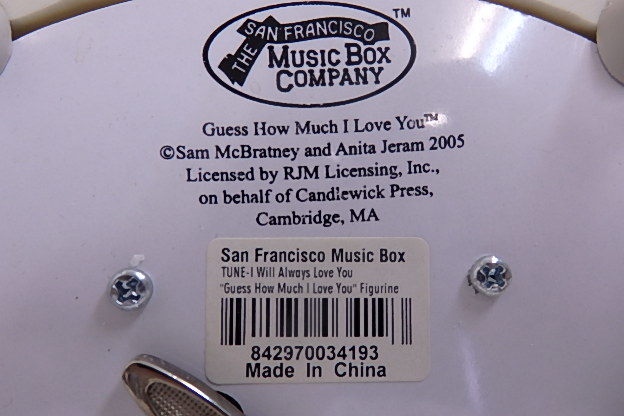 THE SAN FRANCISCO
MUSIC BOX
COMPANY
TM
Guess How Much I Love You™
©Sam McBratney and Anita Jeram 2005
Licensed by RJM Licensing, Inc.,
on behalf of Candlewick Press,
Cambridge, MA
San Francisco Music Box
TUNE-I Will Always Love You
"Guess How Much I Love You" Figurine
842970034193
Made In China